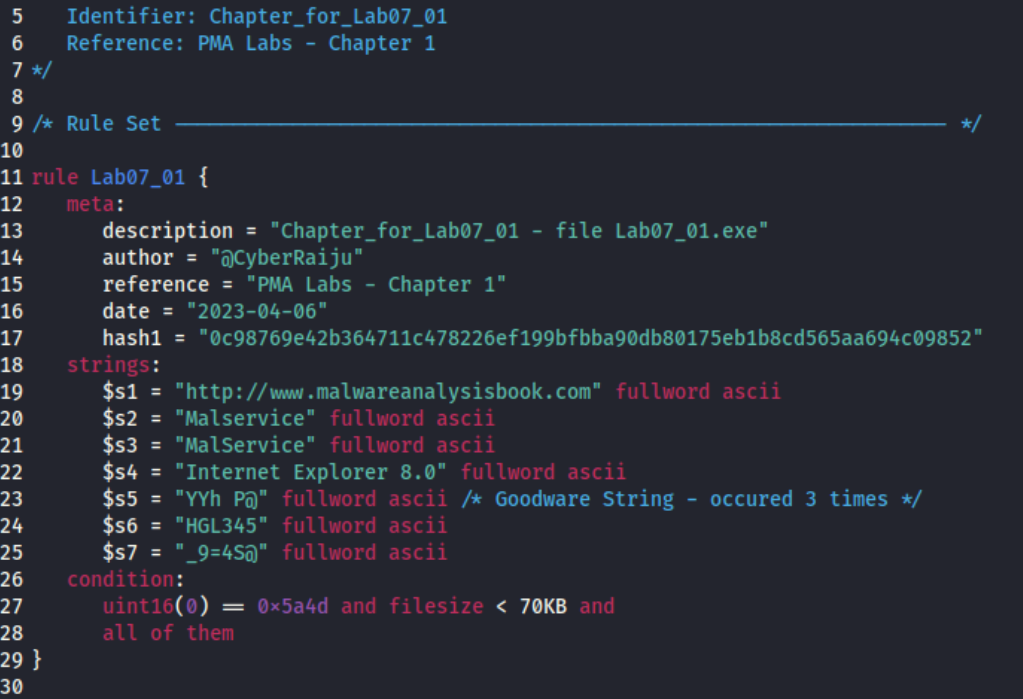 5    Identifier: Chapter_for_Lab07_01
6    Reference: PMA Labs - Chapter 1
7 */
8
9 /* Rule Set ───────────────────────────────────────────────────────────────── */
10
11 rule Lab07_01 {
12    meta:
13       description = "Chapter_for_Lab07_01 - file Lab07_01.exe"
14       author = "@CyberRaiju"
15       reference = "PMA Labs - Chapter 1"
16       date = "2023-04-06"
17       hash1 = "0c98769e42b364711c478226ef199bfbba90db80175eb1b8cd565aa694c09852"
18    strings:
19       $s1 = "http://www.malwareanalysisbook.com" fullword ascii
20       $s2 = "Malservice" fullword ascii
21       $s3 = "MalService" fullword ascii
22       $s4 = "Internet Explorer 8.0" fullword ascii
23       $s5 = "YYh P@" fullword ascii /* Goodware String - occured 3 times */
24       $s6 = "HGL345" fullword ascii
25       $s7 = "_9=4S@" fullword ascii
26    condition:
27       uint16(0) == 0x5a4d and filesize < 70KB and
28       all of them
29 }
30